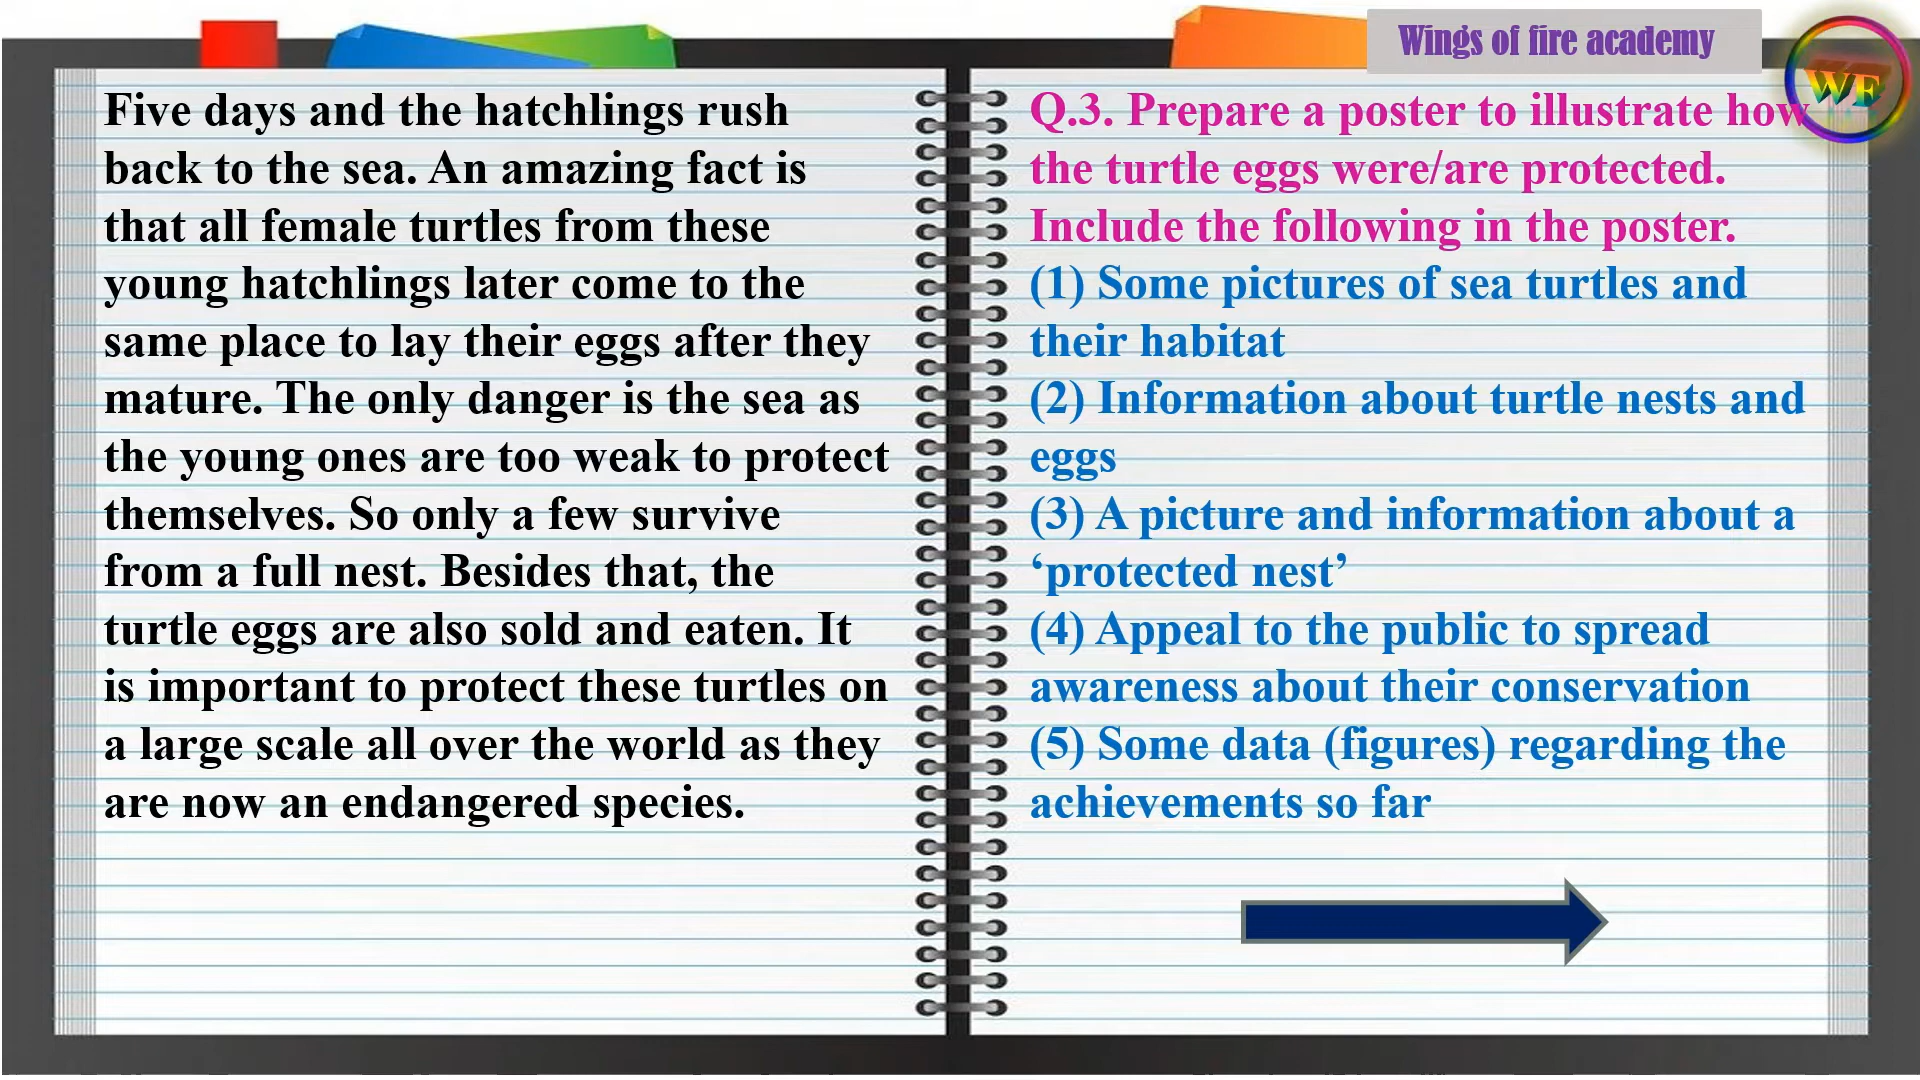 Wings of fire academy
WF
Five days and the hatchlings rush
back to the sea. An amazing fact is
that all female turtles from these
young hatchlings later come to the
same place to lay their eggs after they
mature. The only danger is the sea as
the young ones are too weak to protect
themselves. So only a few survive
from a full nest. Besides that, the
turtle eggs are also sold and eaten. It
is important to protect these turtles on
a large scale all over the world as they
are now an endangered species.
Q.3. Prepare a poster to illustrate how
the turtle eggs were/are protected.
Include the following in the poster.
(1) Some pictures of sea turtles and
their habitat
(2) Information about turtle nests and
eggs
(3) A picture and information about a
‘protected nest’
(4) Appeal to the public to spread
awareness about their conservation
(5) Some data (figures) regarding the
achievements so far